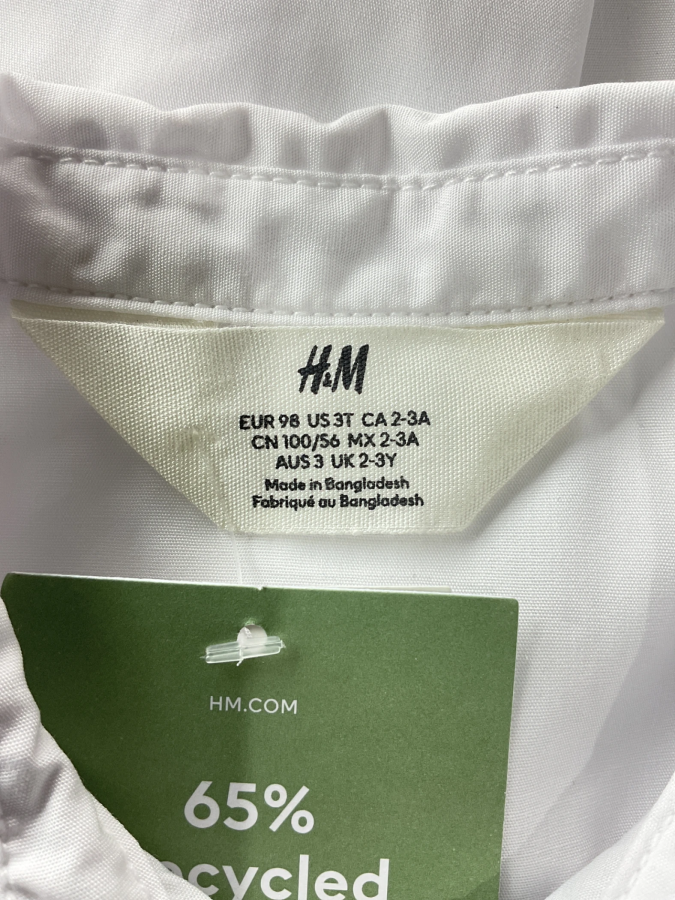 H&M
EUR 98 US 3T CA 2-3A
CN 100/56 MX 2-3A
AUS 3 UK 2-3Y
Made in Bangladesh
Fabriqué au Bangladesh
HM.COM
65%